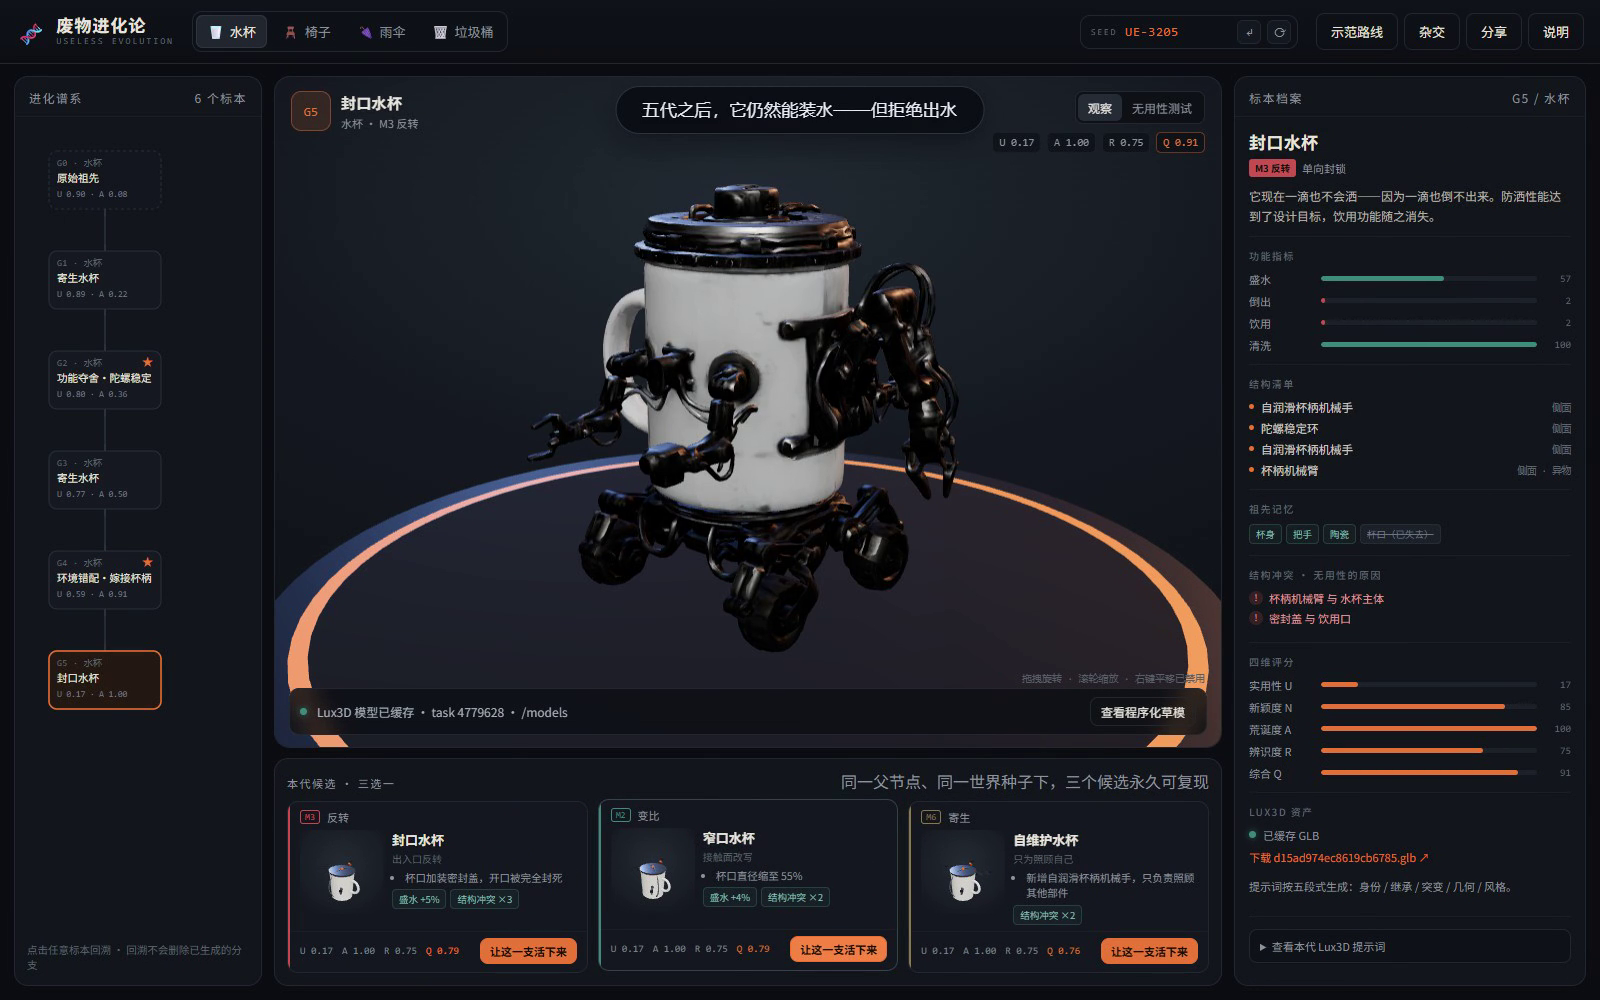 废物进化论
USELESS EVOLUTION
水杯
椅子
雨伞
垃圾桶
SEED UE-3205
示范路线
杂交
分享
说明
进化谱系
6 个标本
G0 · 水杯
原始祖先
U 0.90 · A 0.08
G1 · 水杯
寄生水杯
U 0.89 · A 0.22
G2 · 水杯
功能夺舍·陀螺稳定
U 0.80 · A 0.36
G3 · 水杯
寄生水杯
U 0.77 · A 0.50
G4 · 水杯
环境错配·嫁接杯柄
U 0.59 · A 0.91
G5 · 水杯
封口水杯
U 0.17 · A 1.00
点击任意标本回溯 · 回溯不会删除已生成的分
支
G5
封口水杯
水杯 · M3 反转
五代之后，它仍然能装水——但拒绝出水
观察
无用性测试
U 0.17
A 1.00
R 0.75
Q 0.91
拖拽旋转 · 滚轮缩放 · 右键平移已禁用
Lux3D 模型已缓存 · task 4779628 · /models
查看程序化草模
本代候选 · 三选一
同一父节点、同一世界种子下，三个候选永久可复现
M3 反转
封口水杯
出入口反转
杯口加装密封盖，开口被完全封死
盛水 +5%
结构冲突 ×3
U 0.17 A 1.00 R 0.75 Q 0.79
让这一支活下来
M2 变比
窄口水杯
接触面改写
杯口直径缩至 55%
盛水 +4%
结构冲突 ×2
U 0.17 A 1.00 R 0.75 Q 0.79
让这一支活下来
M6 寄生
自维护水杯
只为照顾自己
新增自润滑杯柄机械手，只负责照顾
其他部件
结构冲突 ×2
U 0.17 A 1.00 R 0.75 Q 0.76
让这一支活下来
标本档案
G5 / 水杯
封口水杯
M3 反转
单向封锁
它现在一滴也不会洒——因为一滴也倒不出来。防洒性能达
到了设计目标，饮用功能随之消失。
功能指标
盛水 57
倒出 2
饮用 2
清洗 100
结构清单
自润滑杯柄机械手 侧面
陀螺稳定环 侧面
自润滑杯柄机械手 侧面
杯柄机械臂 侧面 · 异物
祖先记忆
杯身
把手
陶瓷
杯口（已失去）
结构冲突 · 无用性的原因
! 杯柄机械臂 与 水杯主体
! 密封盖 与 饮用口
四维评分
实用性 U 17
新颖度 N 85
荒诞度 A 100
辨识度 R 75
综合 Q 91
LUX3D 资产
已缓存 GLB
下载 d15ad974ec8619cb6785.glb ↗
提示词按五段式生成：身份 / 继承 / 突变 / 几何 / 风格。
▶ 查看本代 Lux3D 提示词